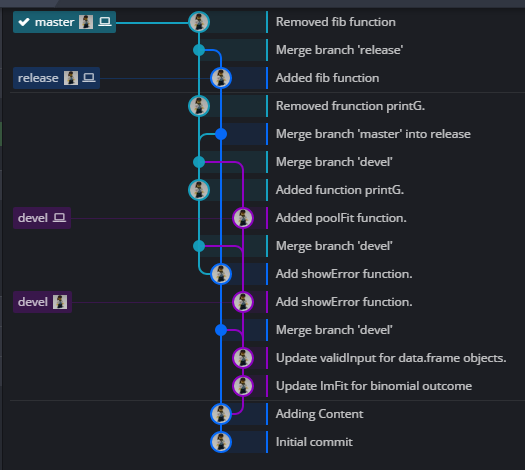 master Removed fib function
Merge branch 'release'
release Added fib function
Removed frunction printG.
Merge branch 'master' into release
Merge branch 'devel'
Added function printG.
devel Added poolFit function.
Merge branch 'devel'
Add showError function.
devel Add showError function.
Merge branch 'devel'
Update validInput for data.frame objects.
Update lmFit for binomial outcome
Adding Content
Initial commit